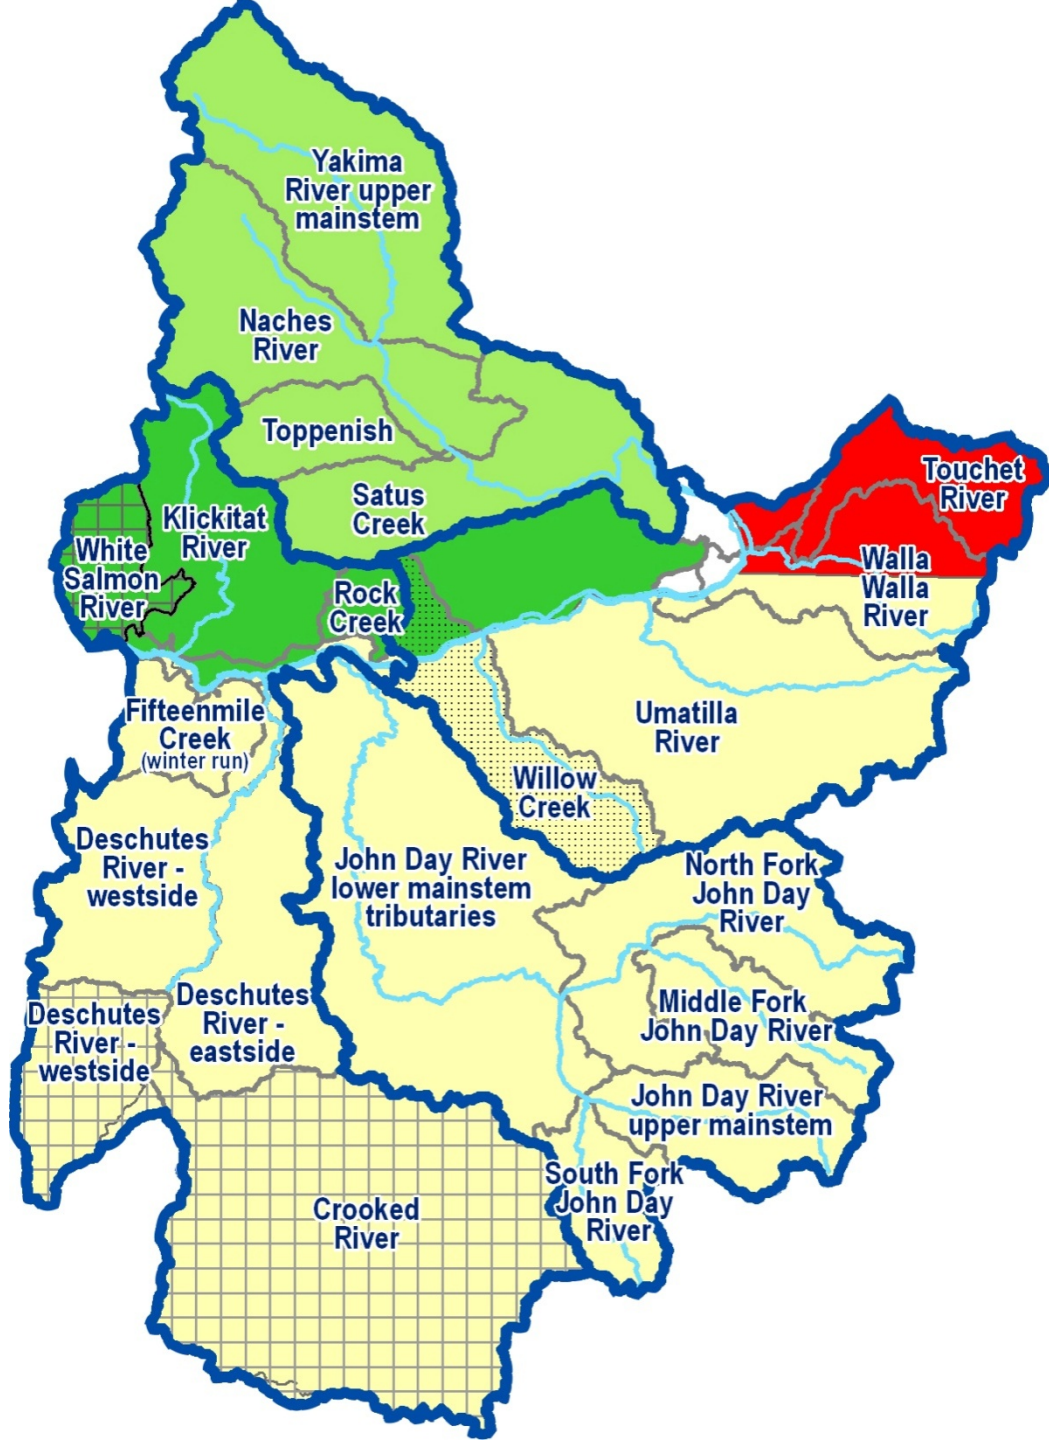 Yakima
River upper
mainstem
Naches
River
Toppenish
Satus
Creek
Touchet
River
Klickitat
River
White
Salmon
River
Rock
Creek
Walla
Walla
River
Fifteenmile
Creek
(winter run)
Umatilla
River
Willow
Creek
Deschutes
River -
westside
John Day River
lower mainstem
tributaries
North Fork
John Day
River
Deschutes
River -
eastside
Deschutes
River -
westside
Middle Fork
John Day River
John Day River
upper mainstem
South Fork
John Day
River
Crooked
River